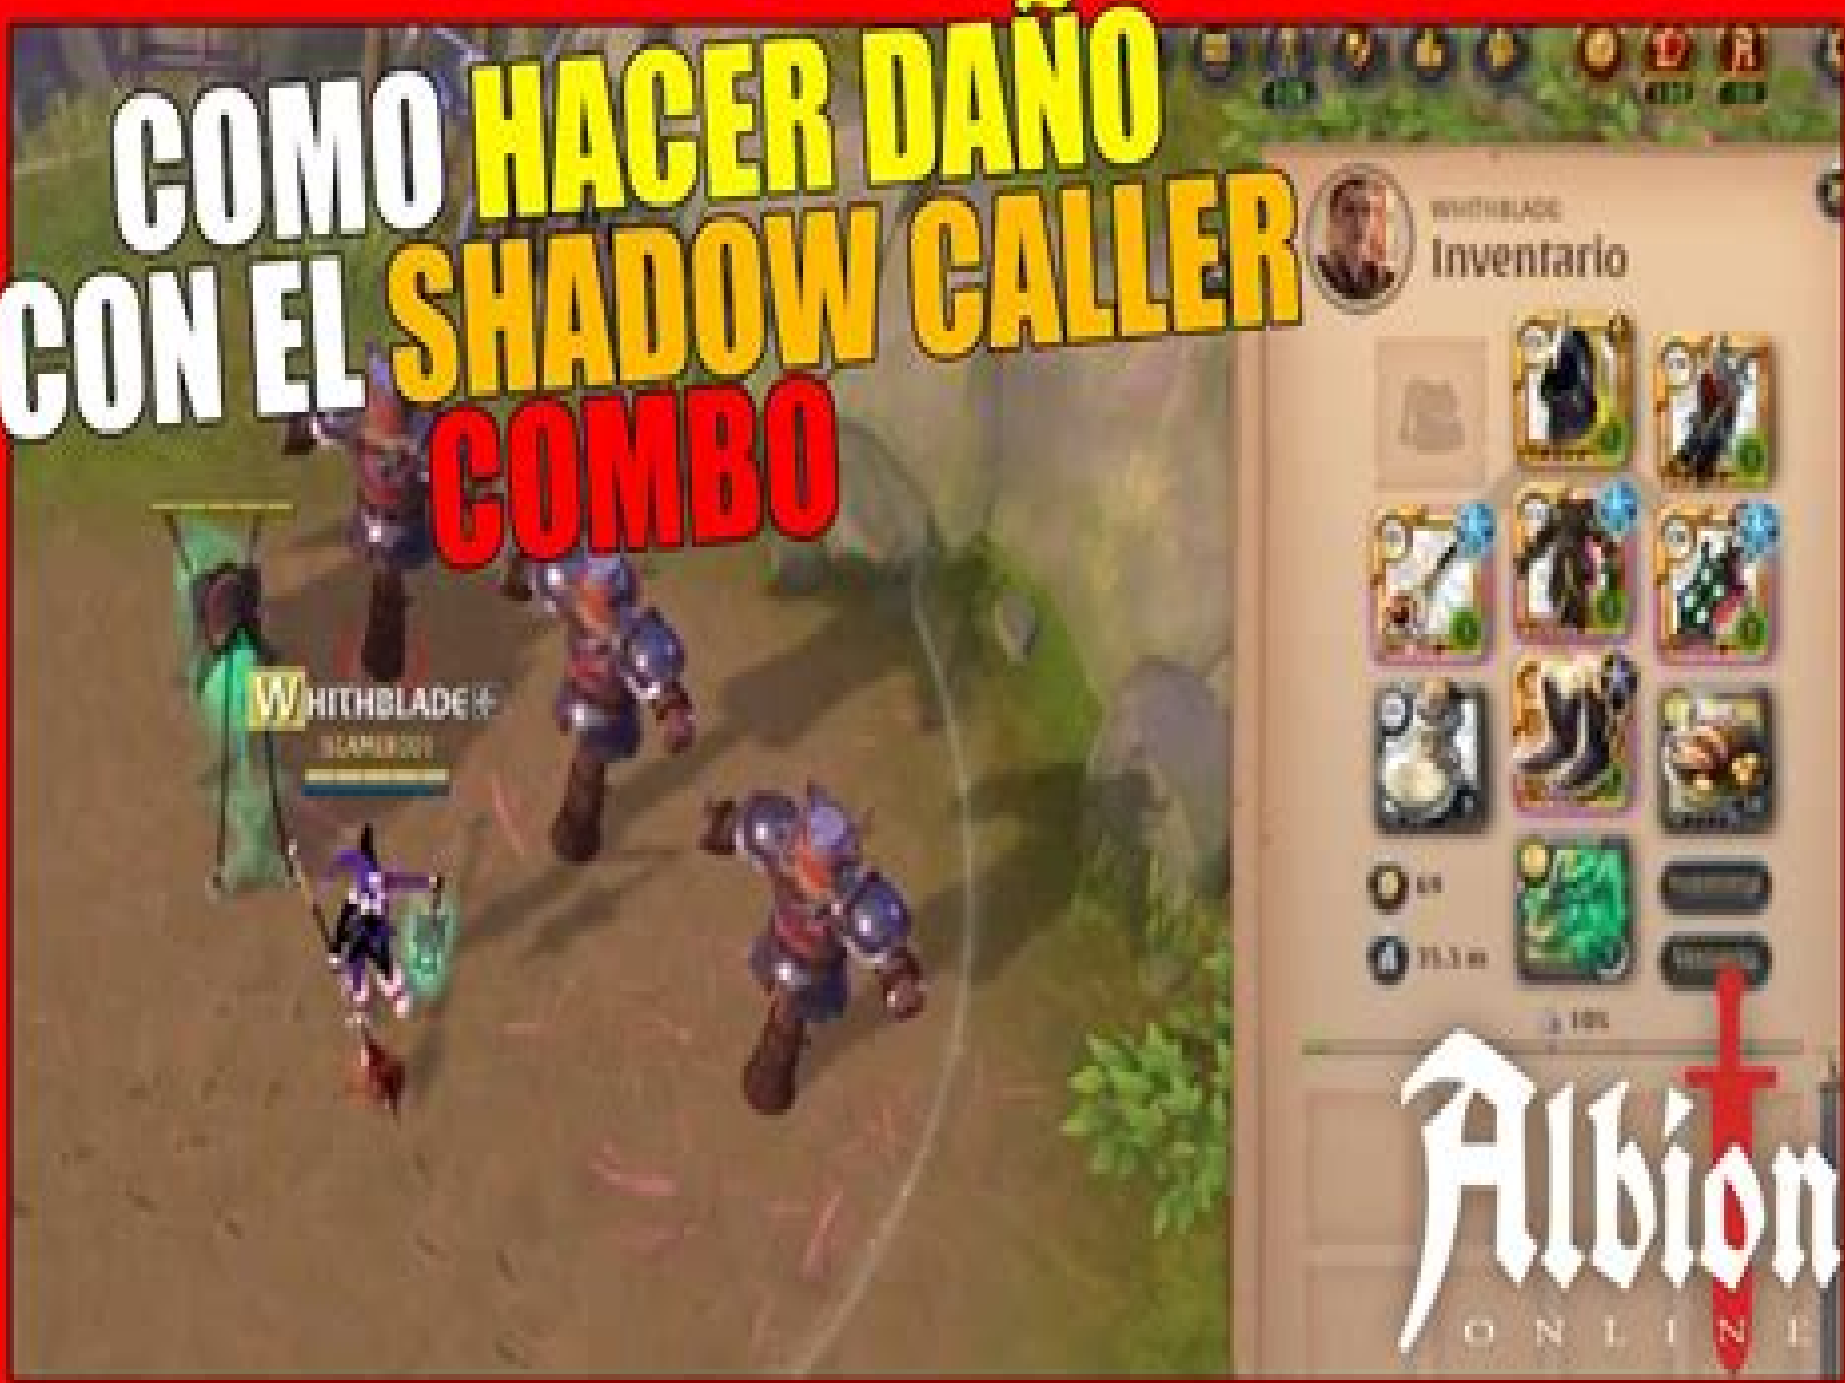 COMO HACER DAÑO
CON EL SHADOW CALLER
COMBO
WHITHBLADE
Inventario
WHITHBLADE
Albion
ONLINE